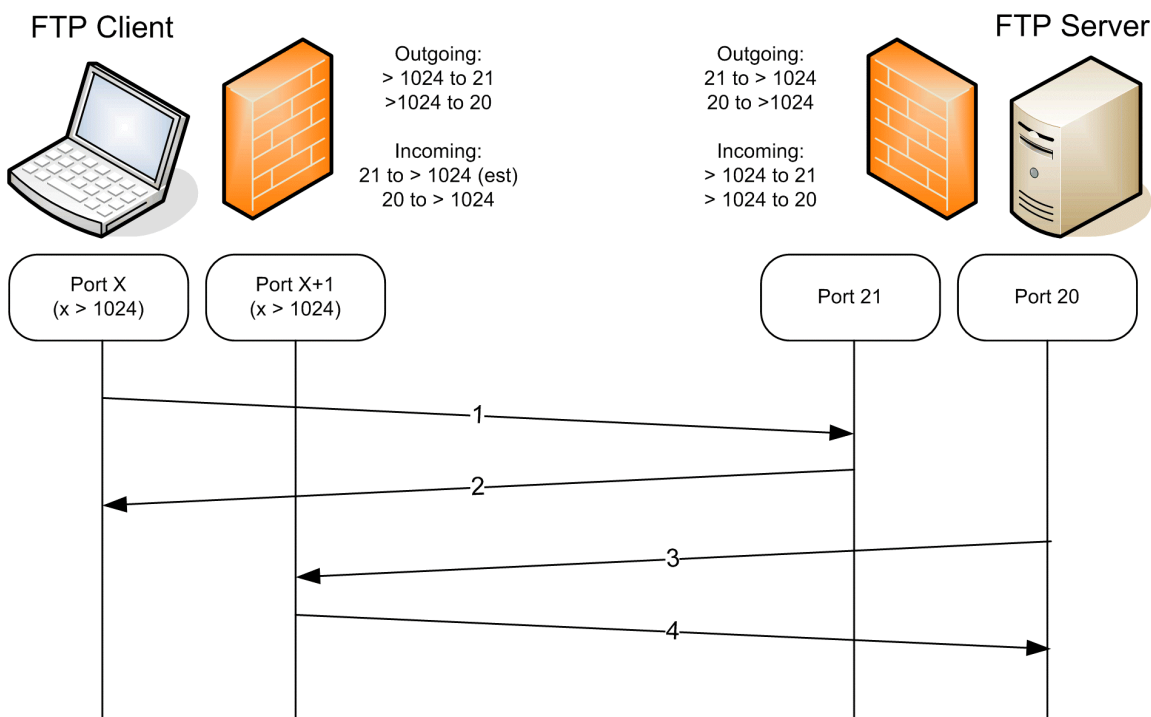 FTP Client
FTP Server
Outgoing:
> 1024 to 21
>1024 to 20
Incoming:
21 to > 1024 (est)
20 to > 1024
Outgoing:
21 to > 1024
20 to >1024
Incoming:
> 1024 to 21
> 1024 to 20
Port X
(x > 1024)
Port X+1
(x > 1024)
Port 21
Port 20
1
2
3
4